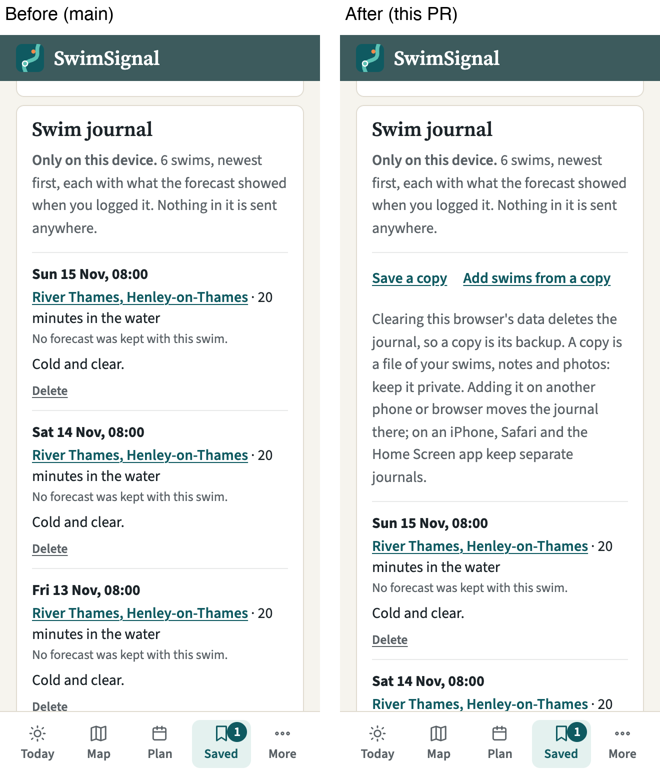 Before (main)
SwimSignal
Swim journal
Only on this device. 6 swims, newest
first, each with what the forecast showed
when you logged it. Nothing in it is sent
anywhere.
Sun 15 Nov, 08:00
River Thames, Henley-on-Thames · 20
minutes in the water
No forecast was kept with this swim.
Cold and clear.
Delete
Sat 14 Nov, 08:00
River Thames, Henley-on-Thames · 20
minutes in the water
No forecast was kept with this swim.
Cold and clear.
Delete
Fri 13 Nov, 08:00
River Thames, Henley-on-Thames · 20
minutes in the water
No forecast was kept with this swim.
Cold and clear.
Delete
Today Map Plan Saved 1 More
After (this PR)
SwimSignal
Swim journal
Only on this device. 6 swims, newest
first, each with what the forecast showed
when you logged it. Nothing in it is sent
anywhere.
Save a copy Add swims from a copy
Clearing this browser's data deletes the
journal, so a copy is its backup. A copy is
a file of your swims, notes and photos:
keep it private. Adding it on another
phone or browser moves the journal
there; on an iPhone, Safari and the
Home Screen app keep separate
journals.
Sun 15 Nov, 08:00
River Thames, Henley-on-Thames · 20
minutes in the water
No forecast was kept with this swim.
Cold and clear.
Delete
Sat 14 Nov, 08:00
River Thames, Henley-on-Thames · 20
Today Map Plan Saved 1 More